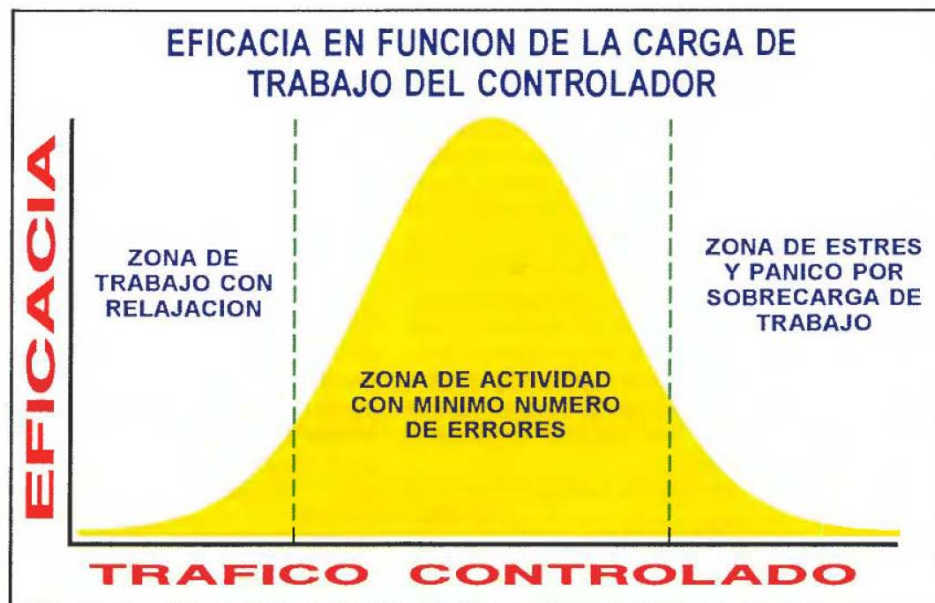 EFICACIA EN FUNCION DE LA CARGA DE
TRABAJO DEL CONTROLADOR
EFICACIA
ZONA DE
TRABAJO CON
RELAJACION
ZONA DE ACTIVIDAD
CON MINIMO NUMERO
DE ERRORES
ZONA DE ESTRES
Y PANICO POR
SOBRECARGA DE
TRABAJO
TRAFICO CONTROLADO